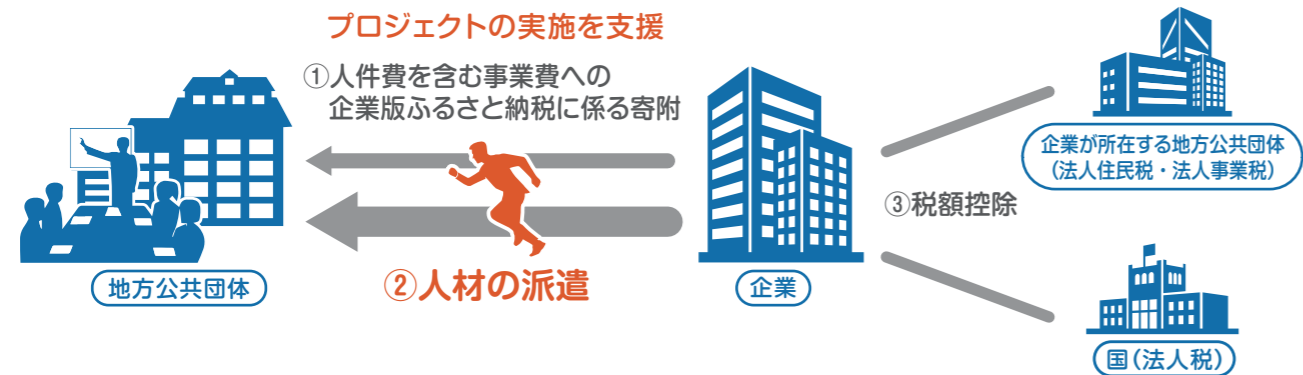 プロジェクトの実施を支援
①人件費を含む事業費への
企業版ふるさと納税に係る寄附
②人材の派遣
地方公共団体
企業
③税額控除
企業が所在する地方公共団体
（法人住民税・法人事業税）
国（法人税）